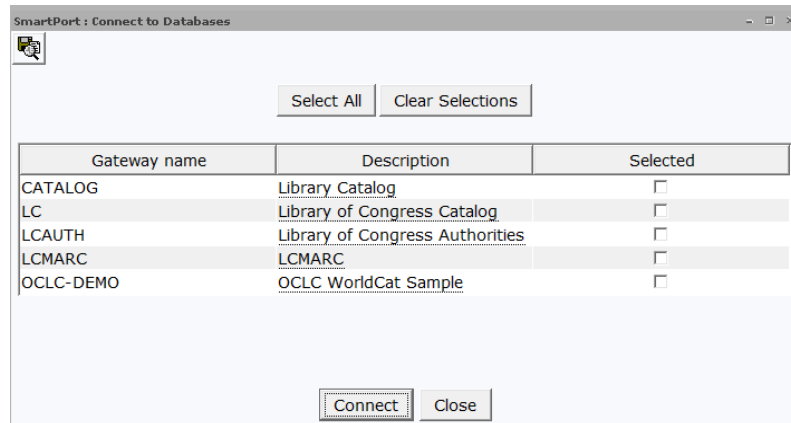 SmartPort : Connect to Databases
Select All Clear Selections
Gateway name Description Selected
CATALOG Library Catalog
LC Library of Congress Catalog
LCAUTH Library of Congress Authorities
LCMARC LCMARC
OCLC-DEMO OCLC WorldCat Sample
Connect Close